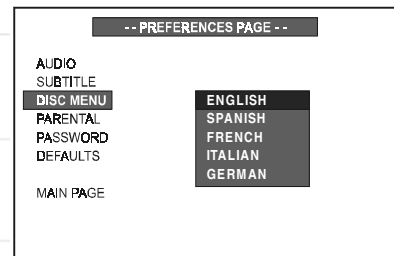 -- PREFERENCES PAGE --
AUDIO
SUBTITLE
DISC MENU
PARENTAL
PASSWORD
DEFAULTS
MAIN PAGE
ENGLISH
SPANISH
FRENCH
ITALIAN
GERMAN